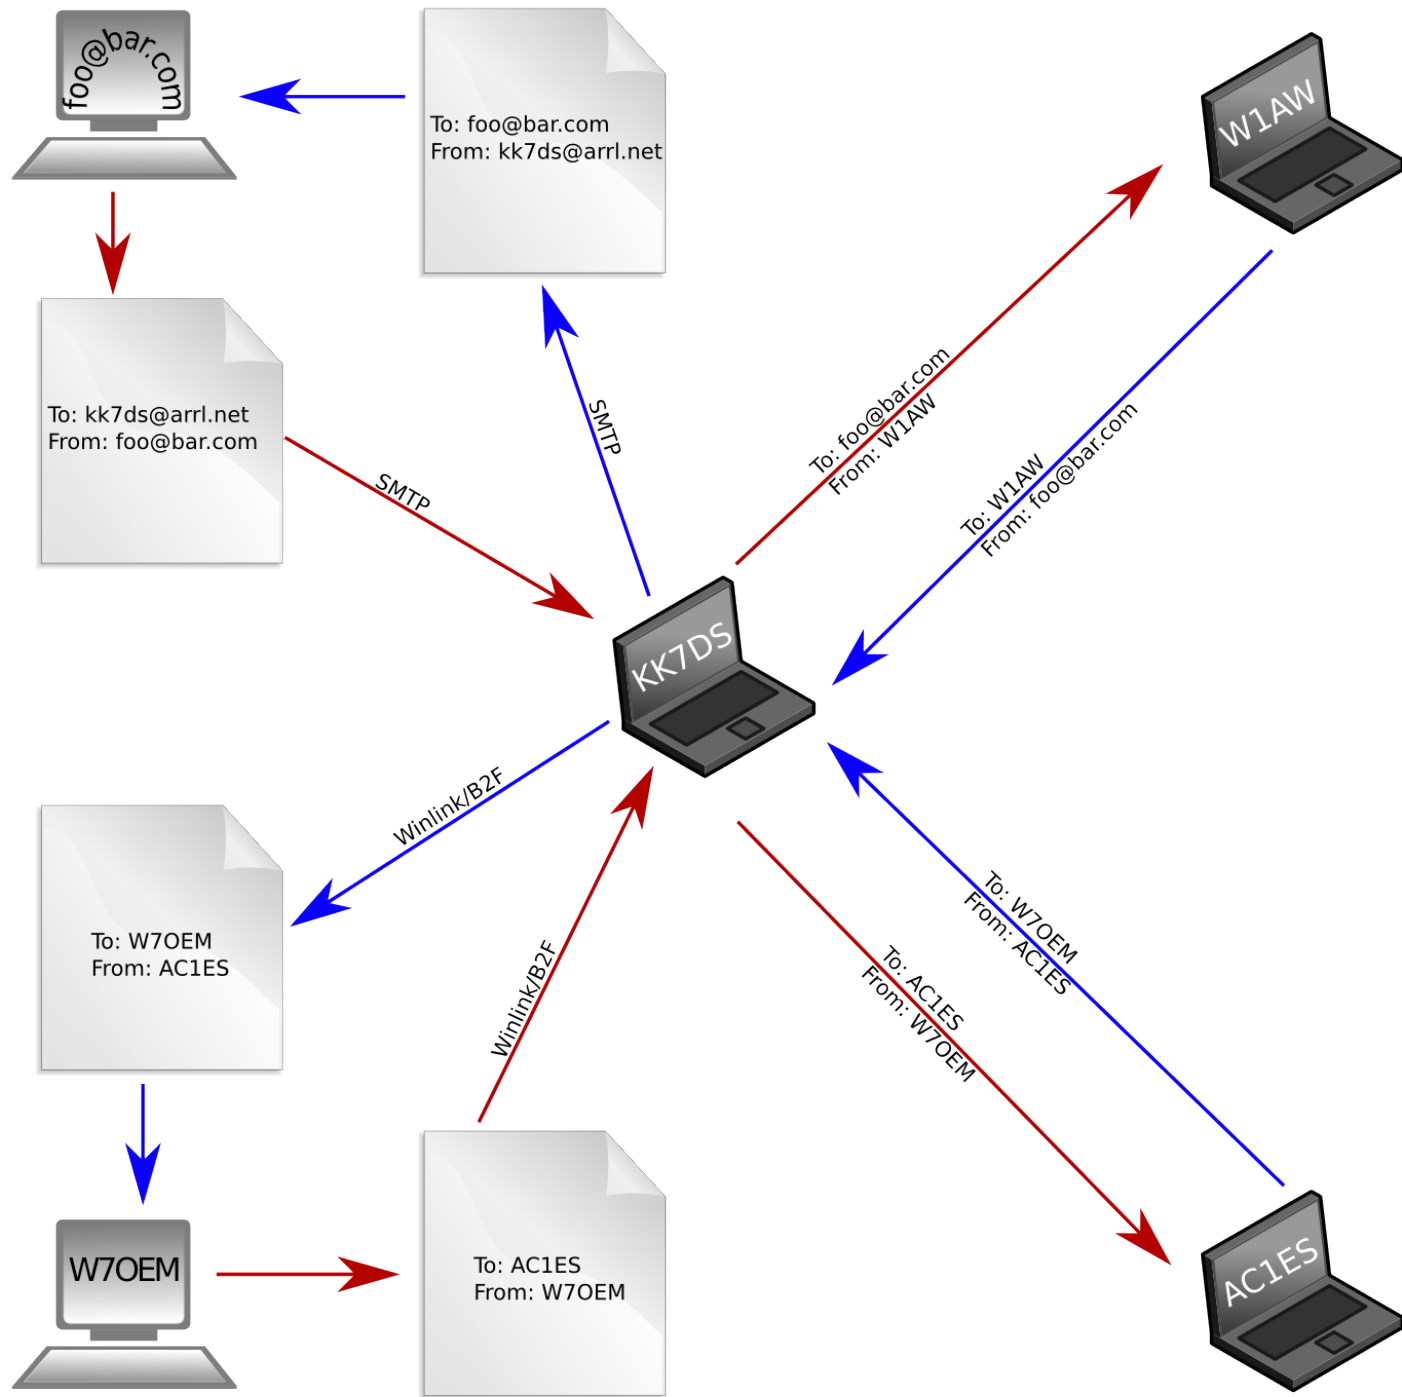 foo@bar.com
To: foo@bar.com
From: kk7ds@arrl.net
W1AW
To: kk7ds@arrl.net
From: foo@bar.com
SMTP
SMTP
To: foo@bar.com
From: W1AW
To: W1AW
From: foo@bar.com
KK7DS
Winlink/B2F
Winlink/B2F
To: W7OEM
From: AC1ES
To: W7OEM
From: AC1ES
To: AC1ES
From: W7OEM
W7OEM
To: AC1ES
From: W7OEM
AC1ES